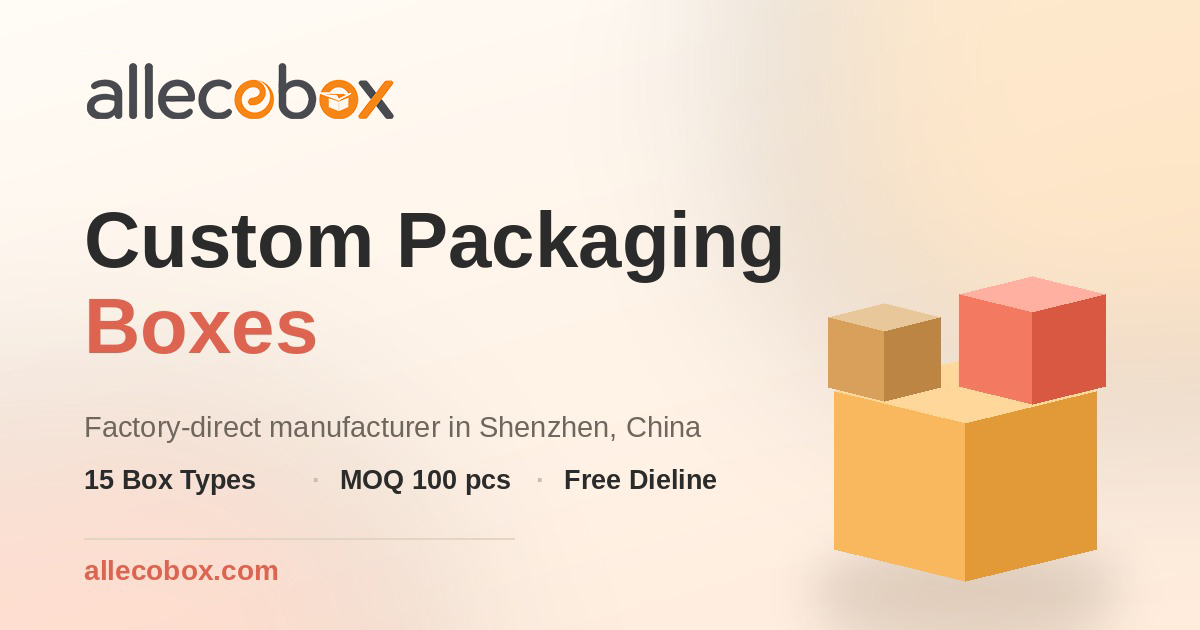 allecobox
Custom Packaging
Boxes
Factory-direct manufacturer in Shenzhen, China
15 Box Types · MOQ 100 pcs · Free Dieline
allecobox.com